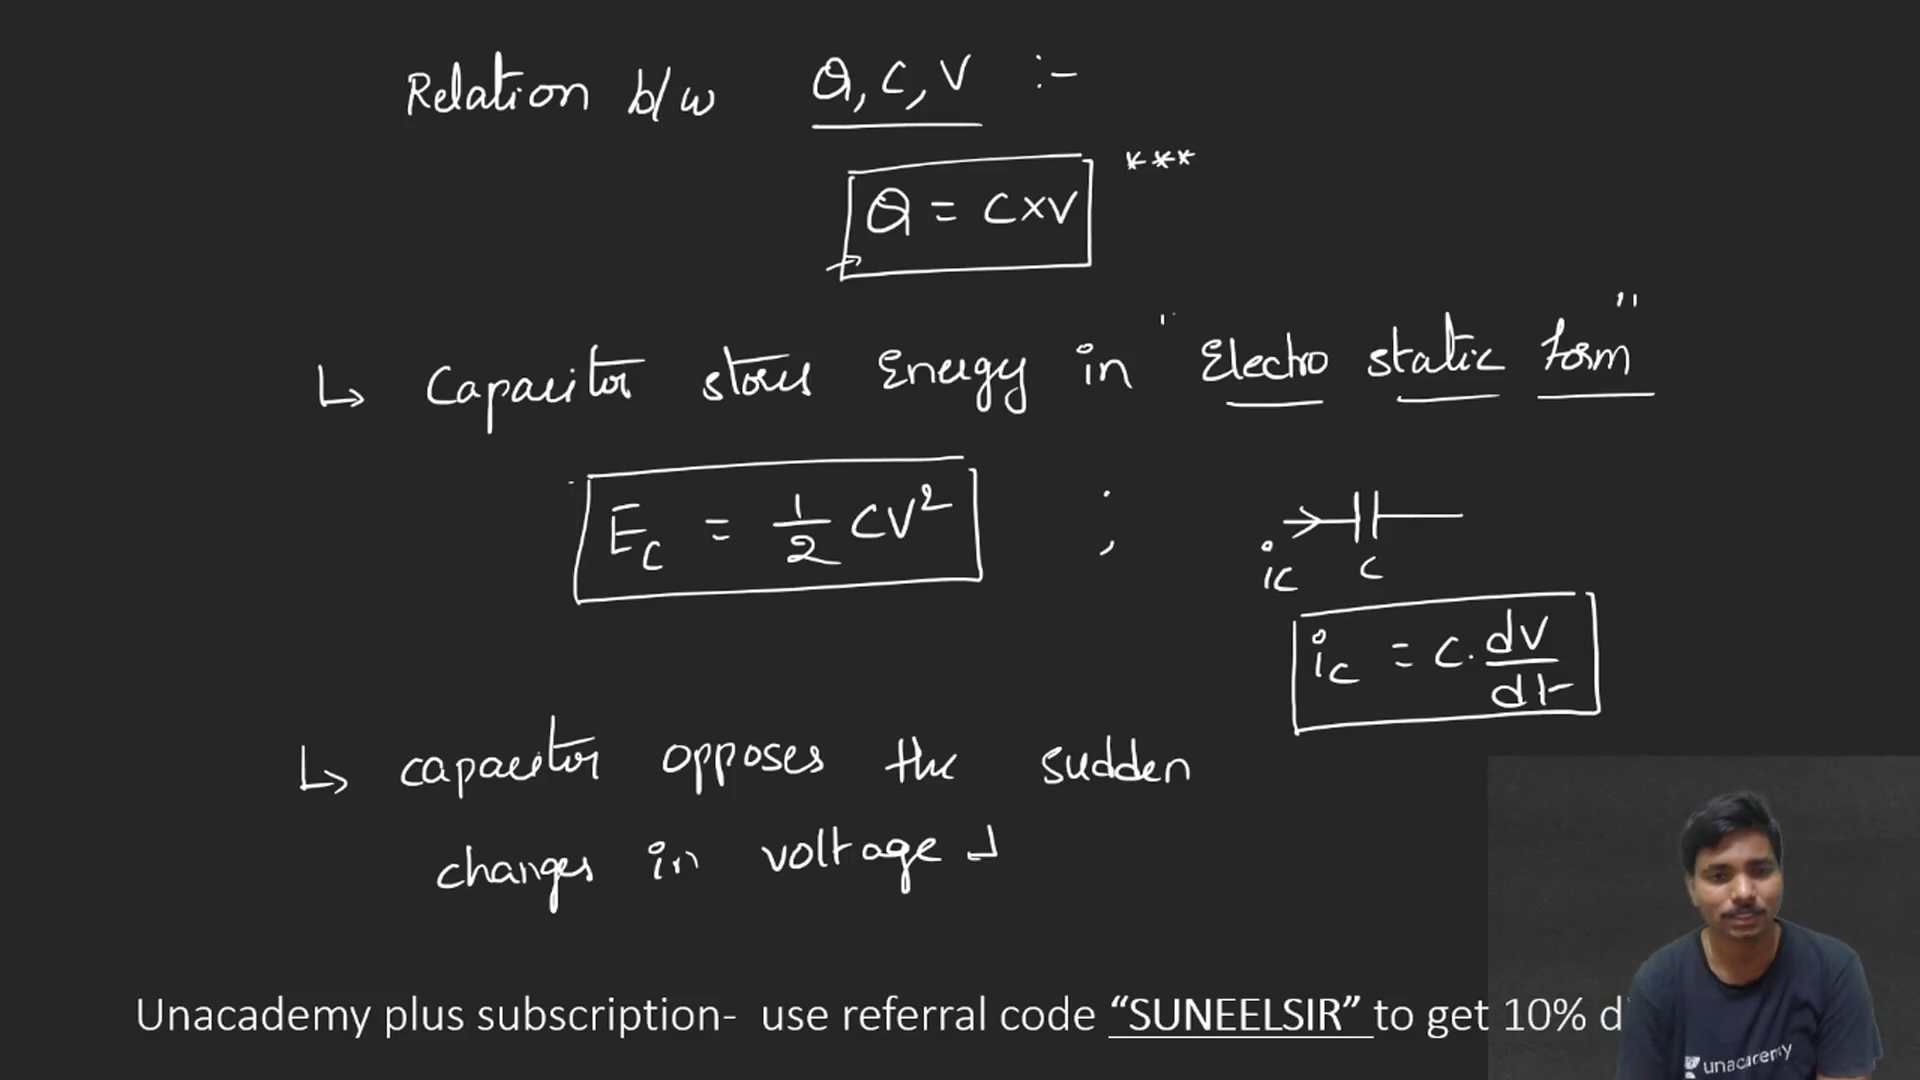 Relation b/w Q, C, V :-
***
Q = C×V
↳ Capacitor stores Energy in "Electro static form"
E_C = 1/2 CV² ;
i_C C
i_C = C. dV/dt
↳ capacitor opposes the sudden
changes in voltage
Unacademy plus subscription- use referral code “SUNEELSIR” to get 10% d
unacademy